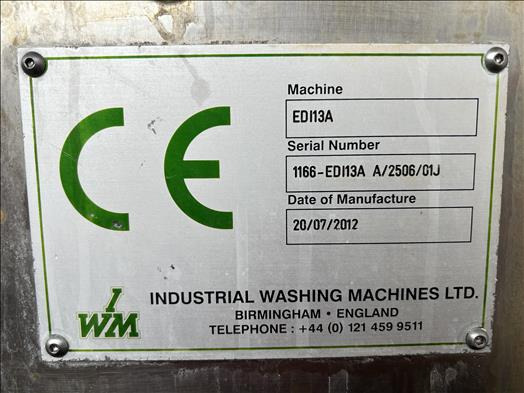 CE
Machine
EDI13A
Serial Number
1166-EDI13A A/2506/01J
Date of Manufacture
20/07/2012
IWM
INDUSTRIAL WASHING MACHINES LTD.
BIRMINGHAM • ENGLAND
TELEPHONE : +44 (0) 121 459 9511